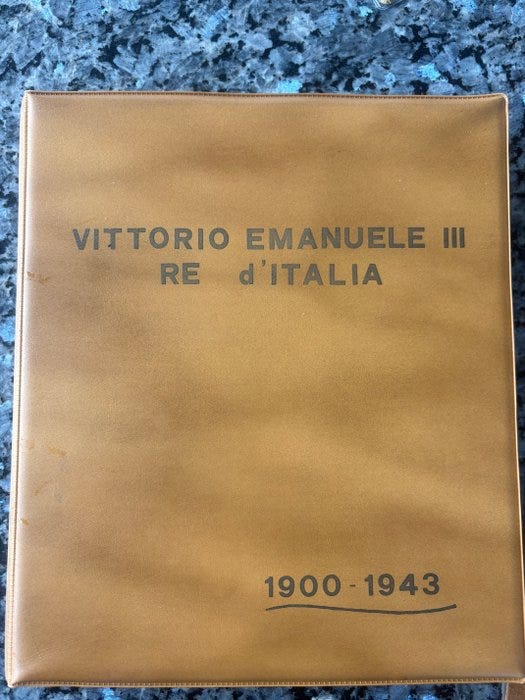 VITTORIO EMANUELE III
RE d'ITALIA
1900-1943